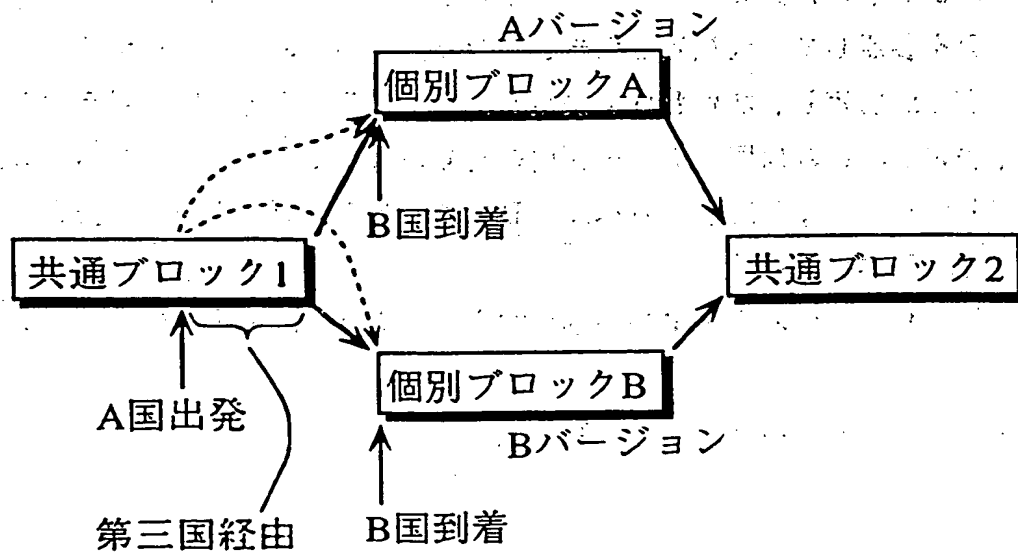 Aバージョン
個別ブロックA
B国到着
共通ブロック1
共通ブロック2
個別ブロックB
A国出発
Bバージョン
第三国経由
B国到着